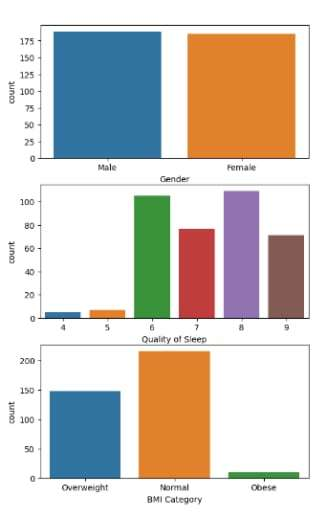 175
150
125
100
75
50
25
0
count
Male Female
Gender
100
80
60
40
20
0
count
4 5 6 7 8 9
Quality of Sleep
200
150
100
50
0
count
Overweight Normal Obese
BMI Category